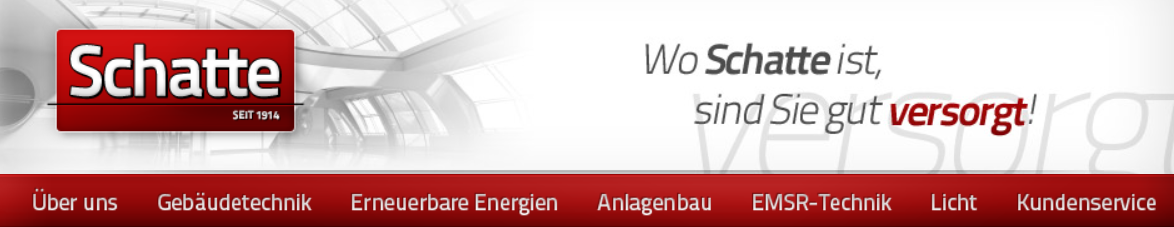 Schatte
SEIT 1914
Wo Schatte ist,
sind Sie gut versorgt!
versorgt
Über uns Gebäudetechnik Erneuerbare Energien Anlagenbau EMSR-Technik Licht Kundenservice